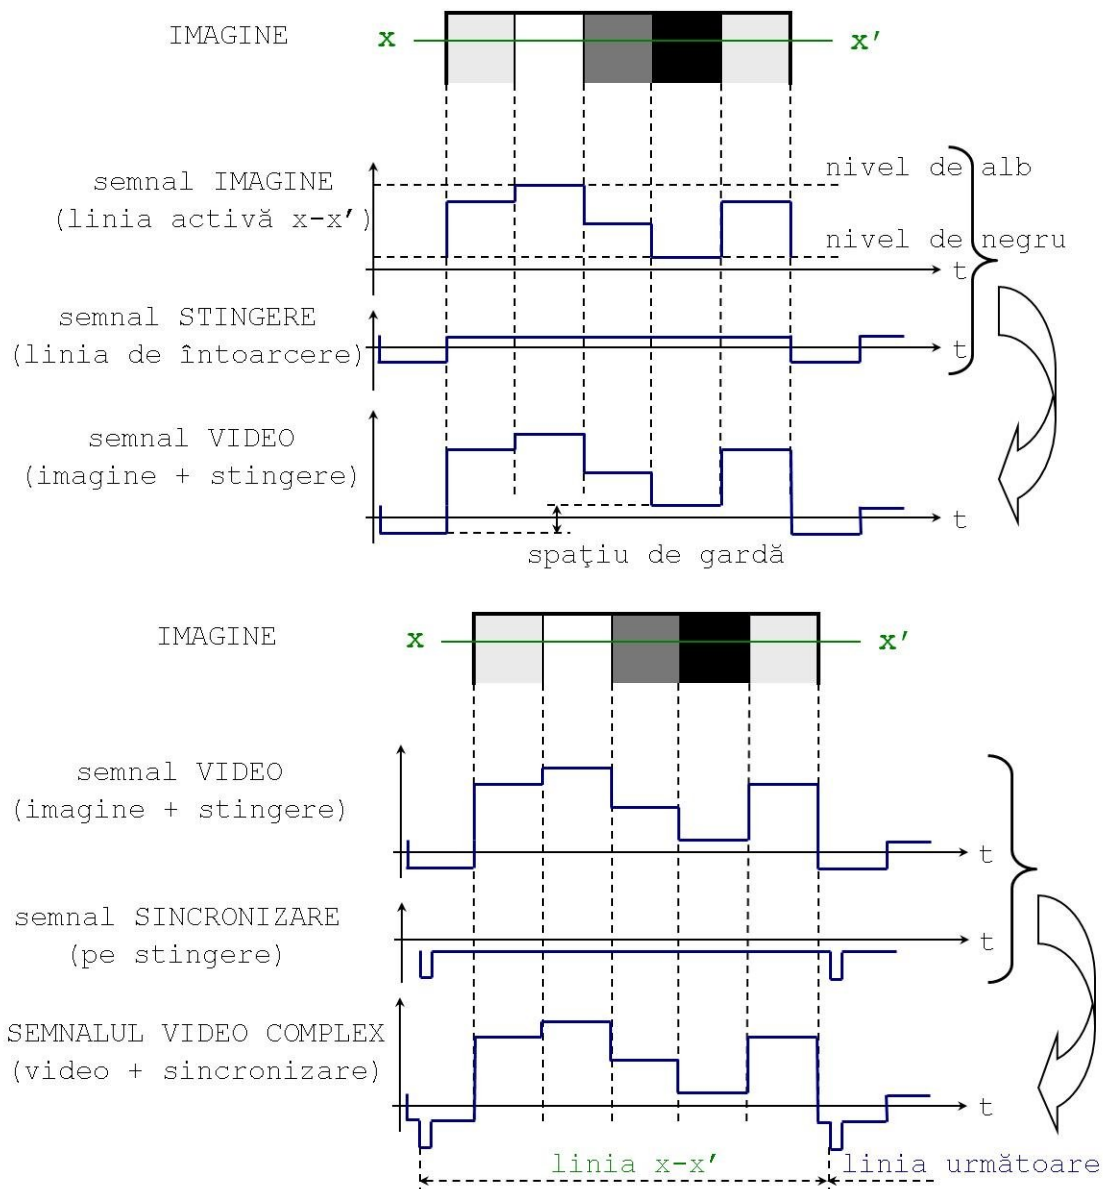 IMAGINE
x
x'
semnal IMAGINE
(linia activă x-x')
nivel de alb
nivel de negru
t
semnal STINGERE
(linia de întoarcere)
t
semnal VIDEO
(imagine + stingere)
t
spaţiu de gardă
IMAGINE
x
x'
semnal VIDEO
(imagine + stingere)
t
semnal SINCRONIZARE
(pe stingere)
t
SEMNALUL VIDEO COMPLEX
(video + sincronizare)
t
linia x-x'
linia următoare